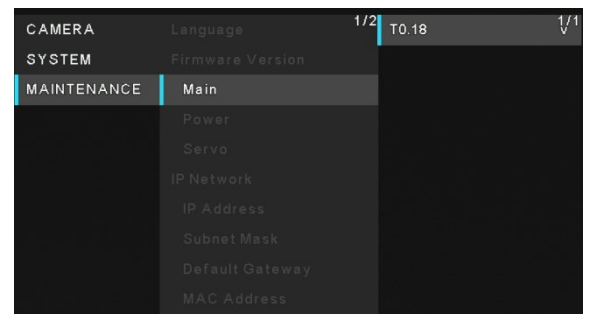 CAMERA
SYSTEM
MAINTENANCE
Language 1/2
Firmware Version
Main
Power
Servo
IP Network
IP Address
Subnet Mask
Default Gateway
MAC Address
T0.18 1/1
V